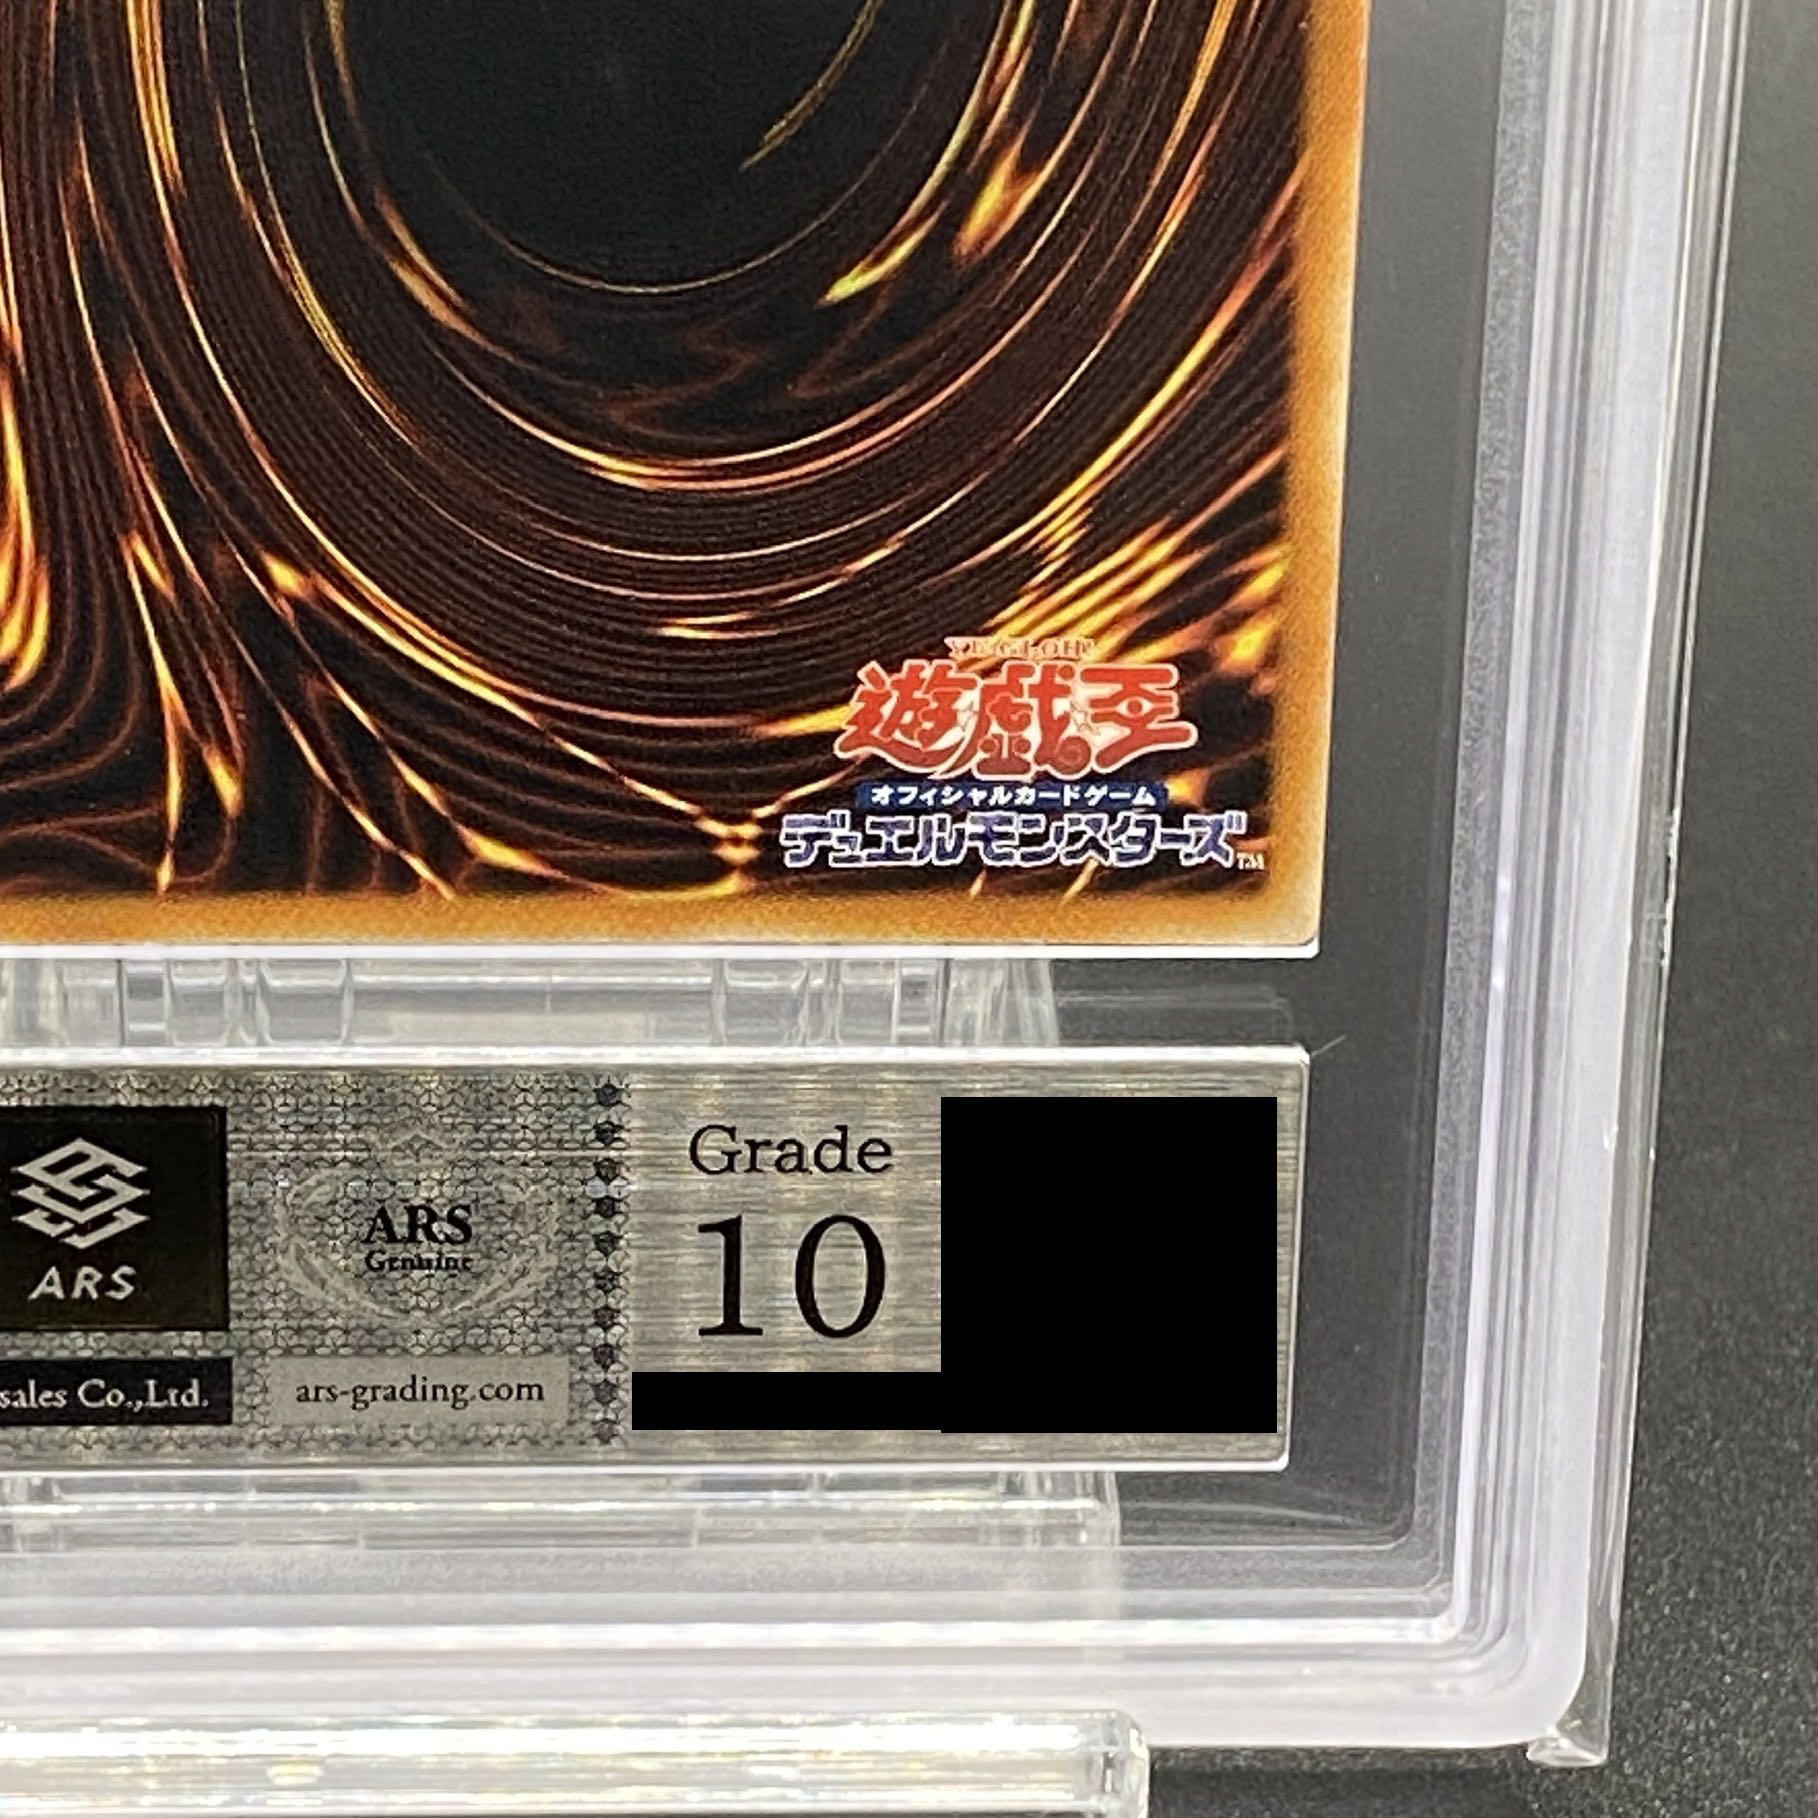 YU-GI-OH!
遊戯王
オフィシャルカードゲーム
デュエルモンスターズ™
ARS
sales Co.,Ltd.
ARS
Genuine
ars-grading.com
Grade
10